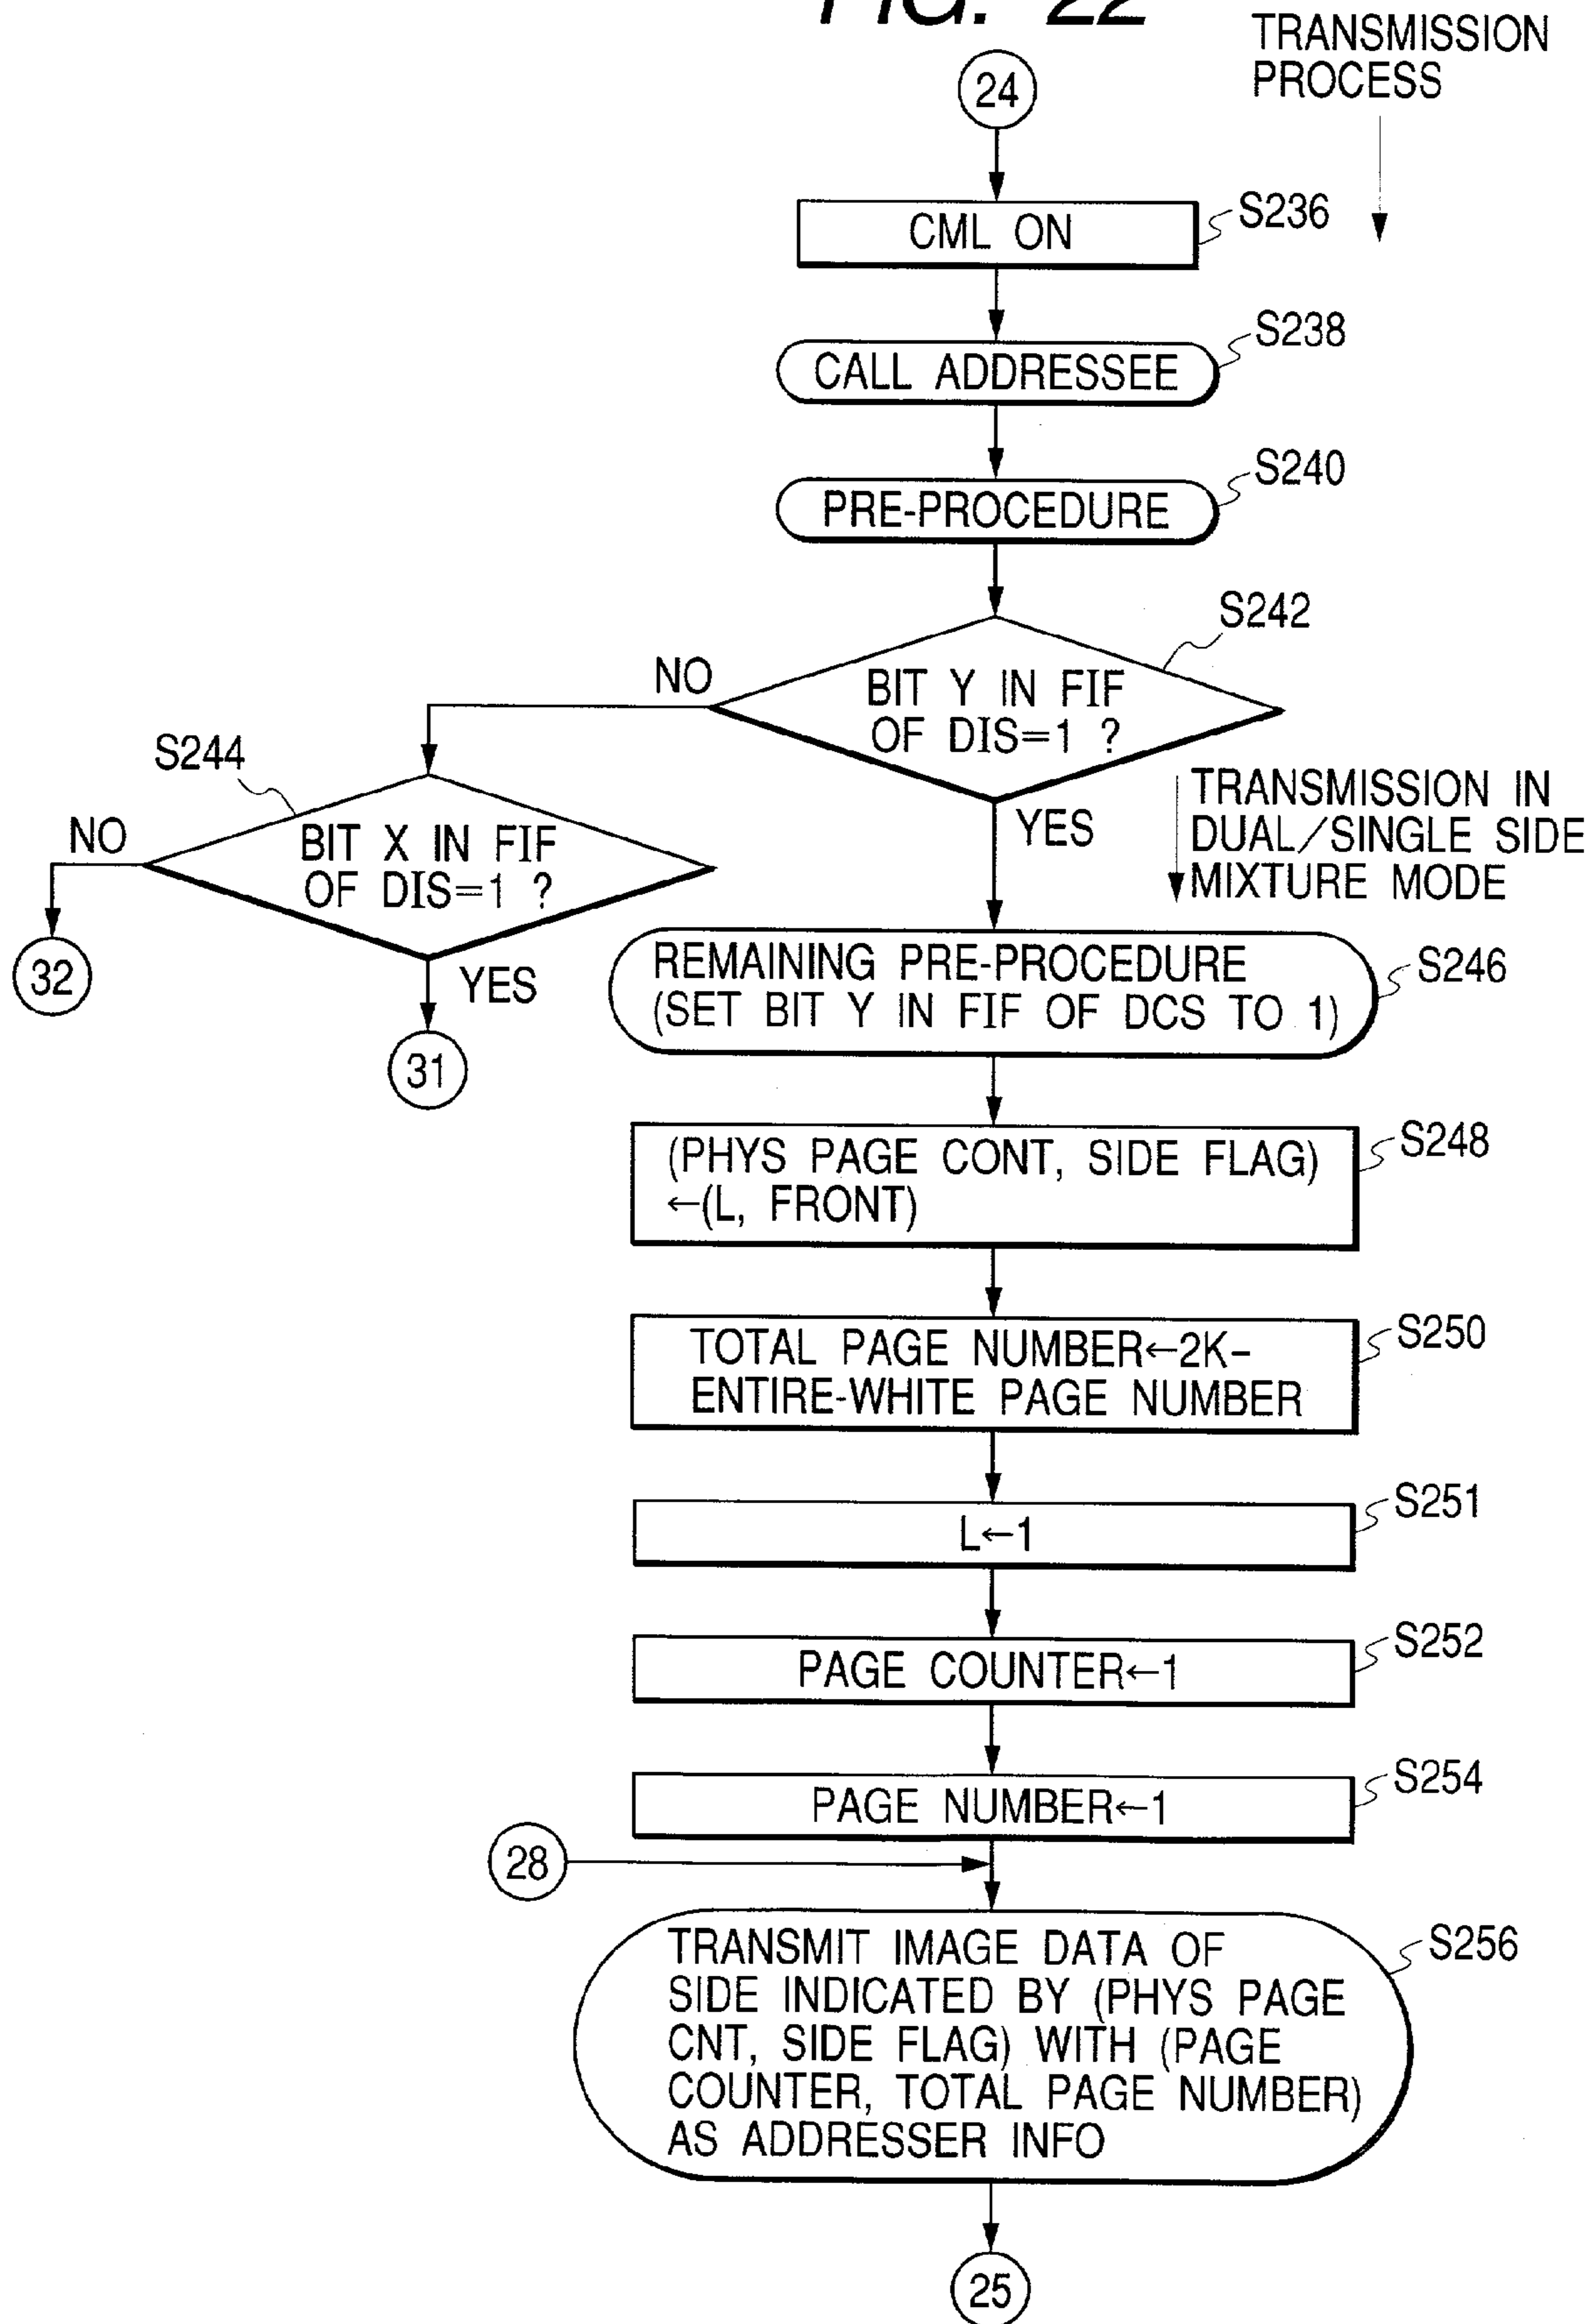 FIG. 22
TRANSMISSION
PROCESS
24
CML ON
S236
CALL ADDRESSEE
S238
PRE-PROCEDURE
S240
BIT Y IN FIF
OF DIS=1 ?
S242
NO
YES
TRANSMISSION IN
DUAL/SINGLE SIDE
MIXTURE MODE
S244
BIT X IN FIF
OF DIS=1 ?
NO
32
YES
31
REMAINING PRE-PROCEDURE
(SET BIT Y IN FIF OF DCS TO 1)
S246
(PHYS PAGE CONT, SIDE FLAG)
←(L, FRONT)
S248
TOTAL PAGE NUMBER←2K–
ENTIRE-WHITE PAGE NUMBER
S250
L←1
S251
PAGE COUNTER←1
S252
PAGE NUMBER←1
S254
28
TRANSMIT IMAGE DATA OF
SIDE INDICATED BY (PHYS PAGE
CNT, SIDE FLAG) WITH (PAGE
COUNTER, TOTAL PAGE NUMBER)
AS ADDRESSER INFO
S256
25